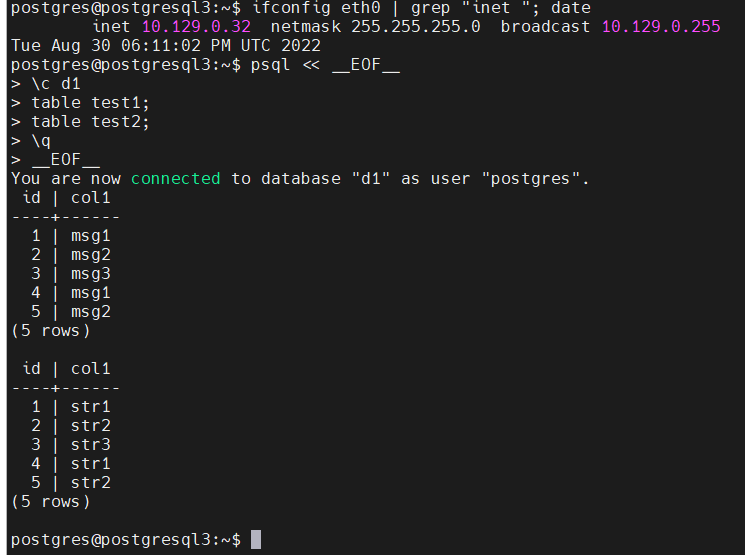 postgres@postgresql3:~$ ifconfig eth0 | grep "inet "; date
        inet 10.129.0.32  netmask 255.255.255.0  broadcast 10.129.0.255
Tue Aug 30 06:11:02 PM UTC 2022
postgres@postgresql3:~$ psql << __EOF__
> \c d1
> table test1;
> table test2;
> \q
> __EOF__
You are now connected to database "d1" as user "postgres".
 id | col1
----+------
  1 | msg1
  2 | msg2
  3 | msg3
  4 | msg1
  5 | msg2
(5 rows)

 id | col1
----+------
  1 | str1
  2 | str2
  3 | str3
  4 | str1
  5 | str2
(5 rows)

postgres@postgresql3:~$